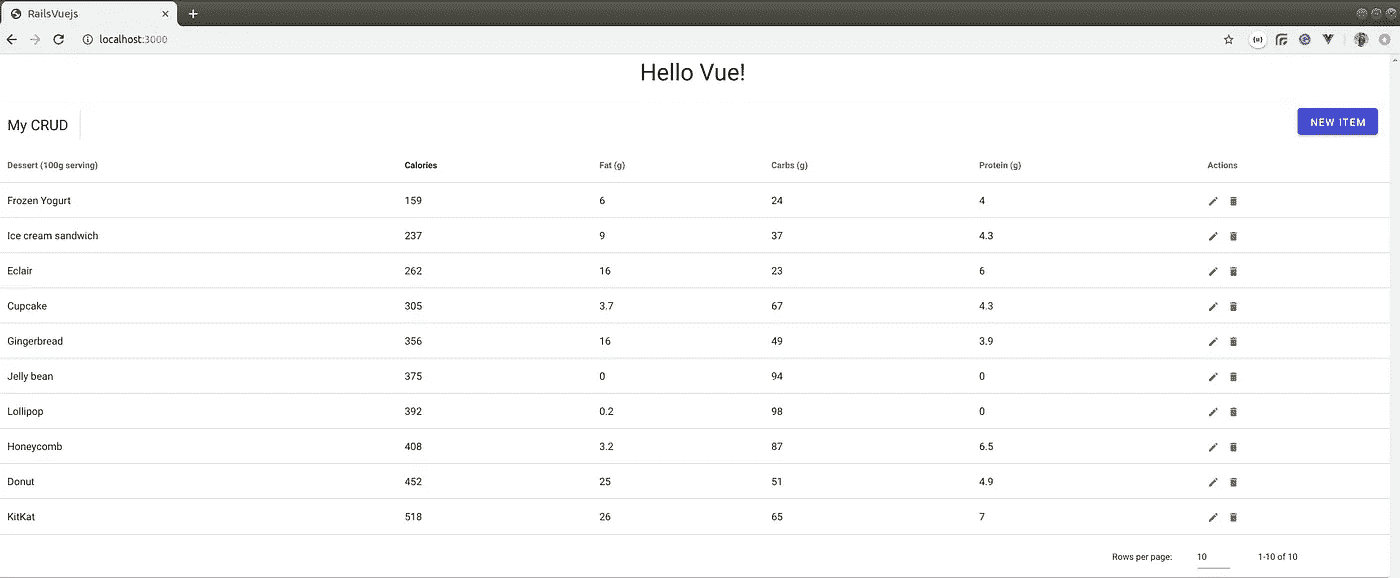 RailsVuejs
localhost:3000
Hello Vue!
My CRUD
NEW ITEM
Dessert (100g serving) Calories Fat (g) Carbs (g) Protein (g) Actions
Frozen Yogurt 159 6 24 4
Ice cream sandwich 237 9 37 4.3
Eclair 262 16 23 6
Cupcake 305 3.7 67 4.3
Gingerbread 356 16 49 3.9
Jelly bean 375 0 94 0
Lollipop 392 0.2 98 0
Honeycomb 408 3.2 87 6.5
Donut 452 25 51 4.9
KitKat 518 26 65 7
Rows per page: 10 1-10 of 10